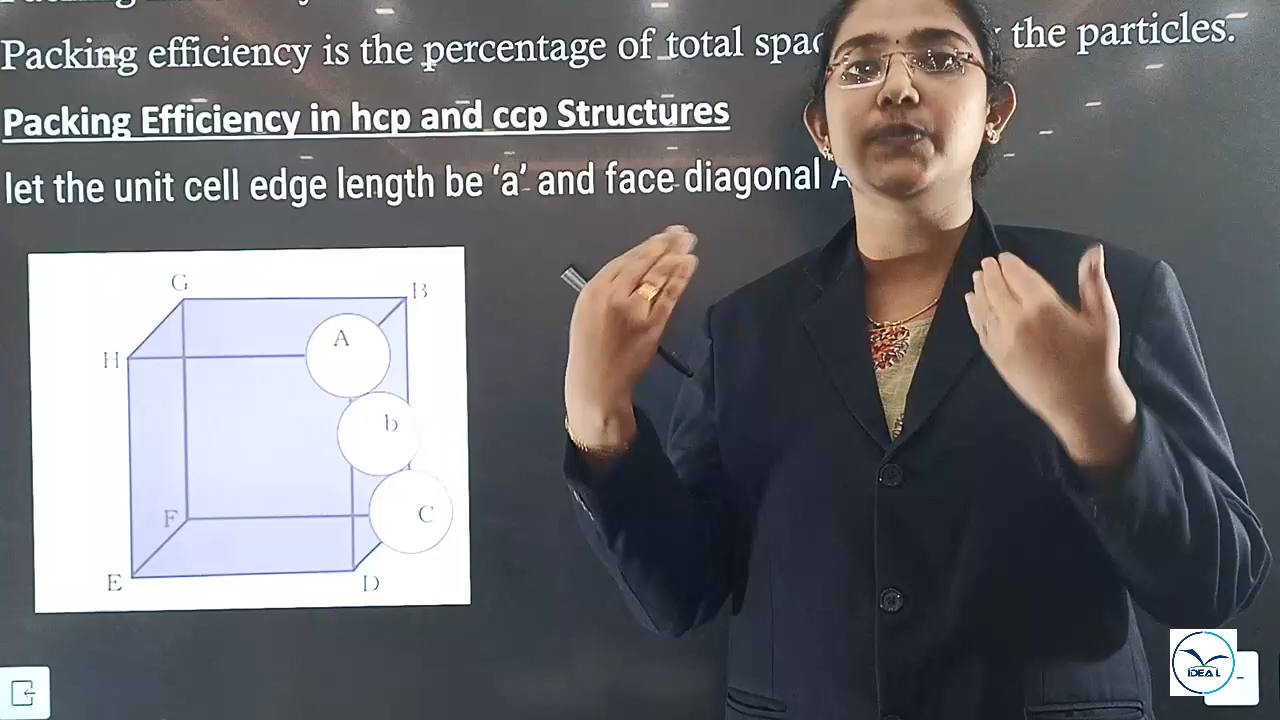 Packing efficiency is the percentage of total the particles.
Packing Efficiency in hcp and ccp Structures
let the unit cell edge length be ‘a’ and face diagonal
G
B
A
H
b
F
C
E
D
IDEAL